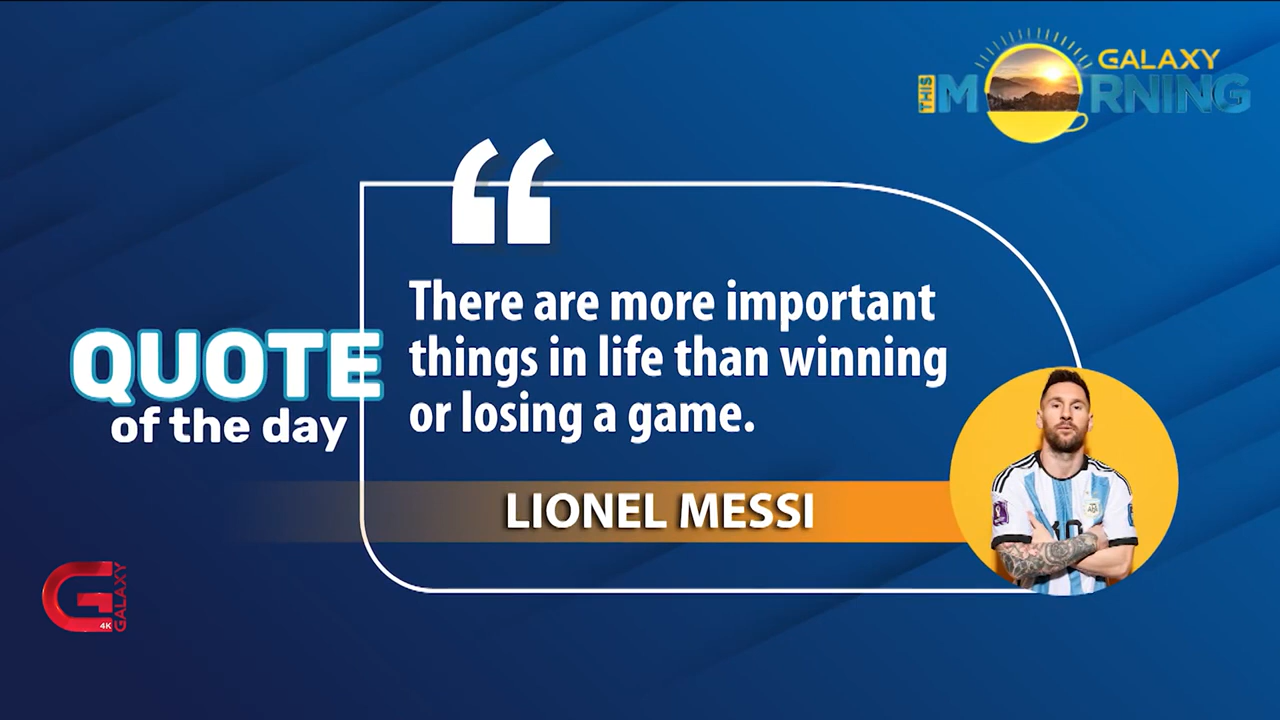 GALAXY
THIS MORNING
“
There are more important
things in life than winning
or losing a game.
QUOTE
of the day
LIONEL MESSI
10
4K
GALAXY